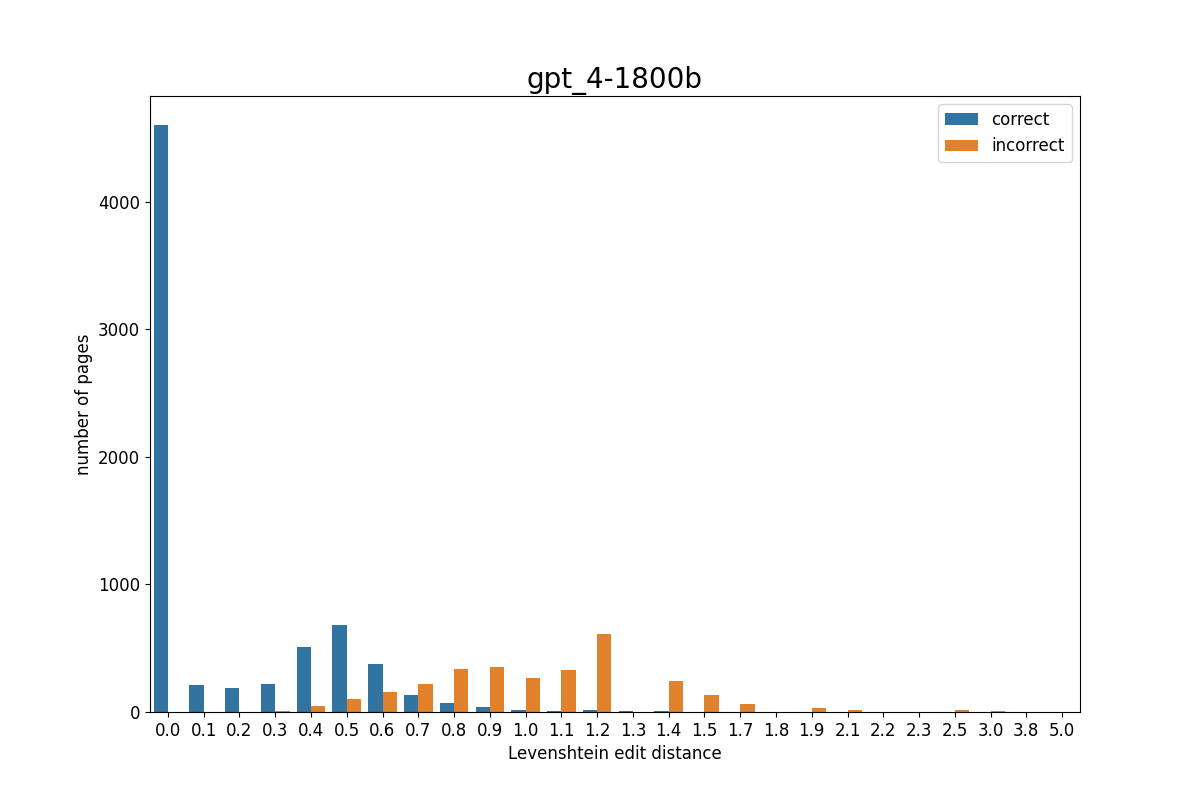 gpt_4-1800b
correct
incorrect
4000
3000
2000
1000
0
number of pages
0.0 0.1 0.2 0.3 0.4 0.5 0.6 0.7 0.8 0.9 1.0 1.1 1.2 1.3 1.4 1.5 1.7 1.8 1.9 2.1 2.2 2.3 2.5 3.0 3.8 5.0
Levenshtein edit distance